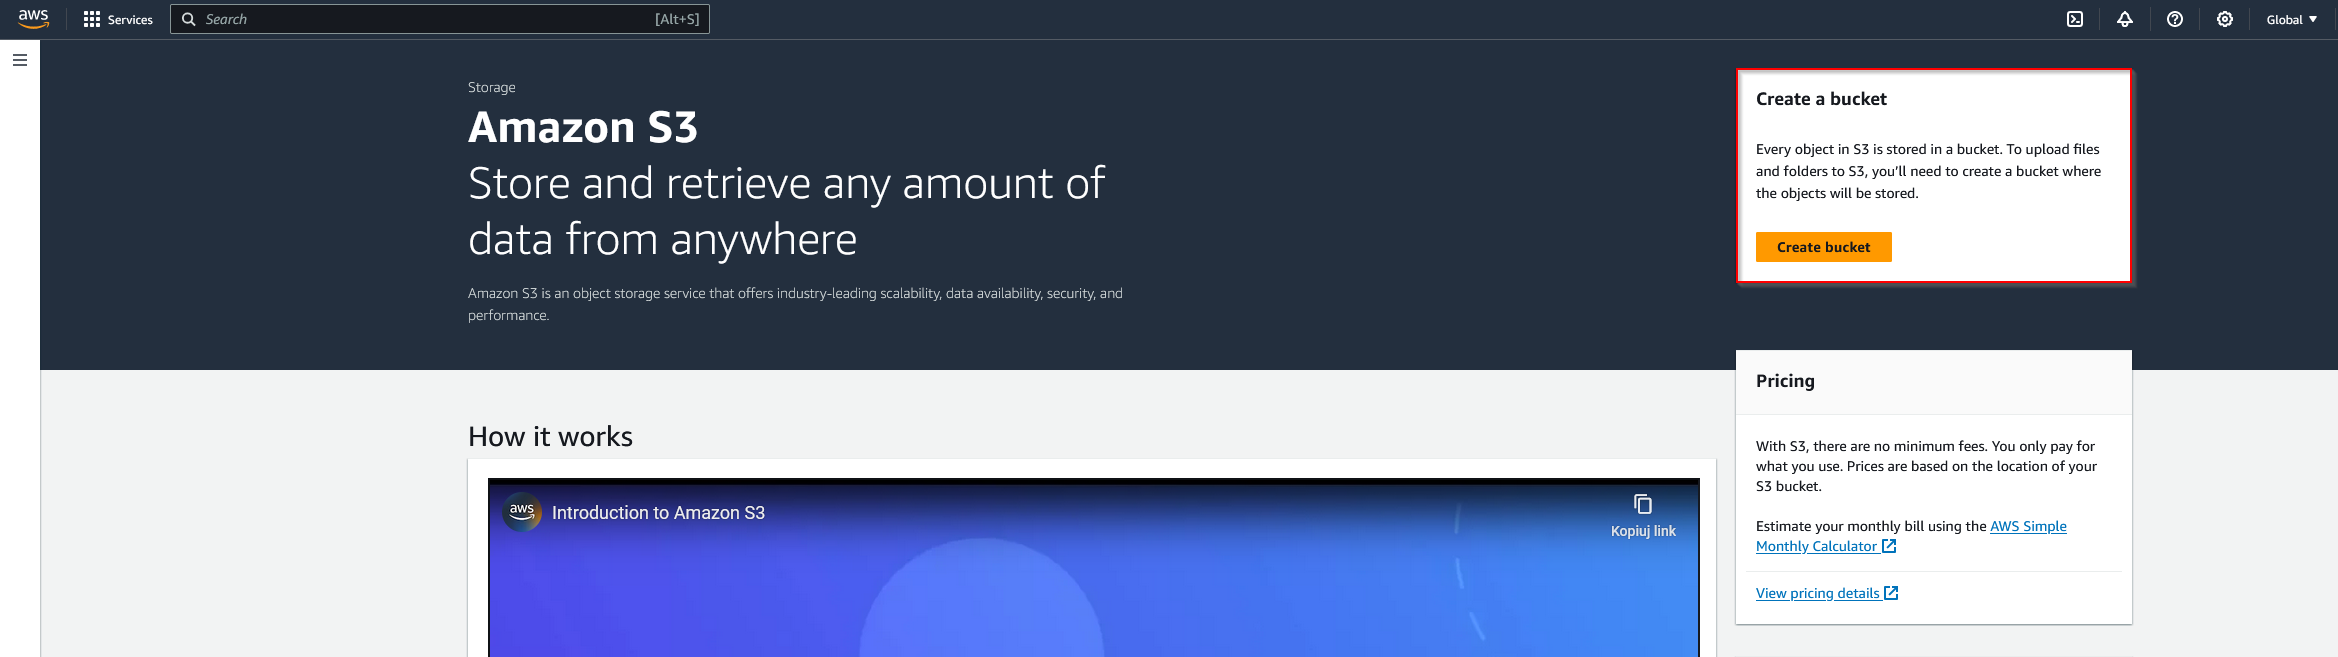 aws
Services
Search
[Alt+S]
Global
Storage
Amazon S3
Store and retrieve any amount of
data from anywhere
Amazon S3 is an object storage service that offers industry-leading scalability, data availability, security, and
performance.
Create a bucket
Every object in S3 is stored in a bucket. To upload files
and folders to S3, you'll need to create a bucket where
the objects will be stored.
Create bucket
How it works
aws
Introduction to Amazon S3
Kopiuj link
Pricing
With S3, there are no minimum fees. You only pay for
what you use. Prices are based on the location of your
S3 bucket.
Estimate your monthly bill using the AWS Simple
Monthly Calculator
View pricing details